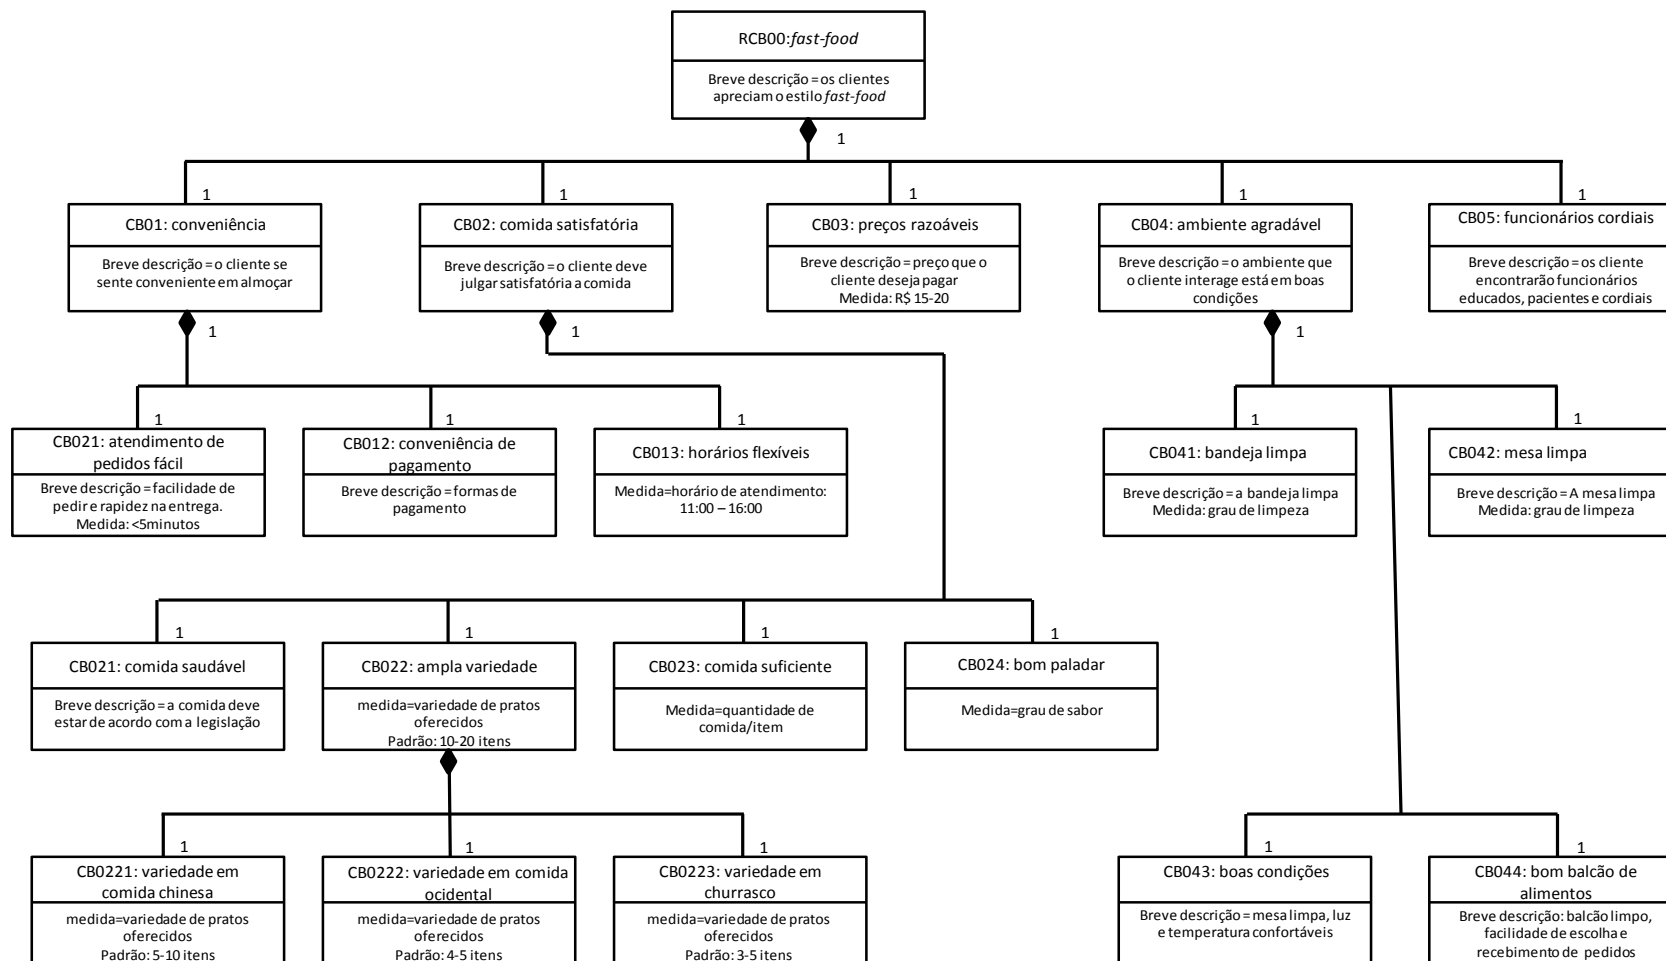 RCB00:fast-food
Breve descrição = os clientes
apreciam o estilo fast-food
1
1
1
1
1
1
CB01: conveniência
Breve descrição = o cliente se
sente conveniente em almoçar
CB02: comida satisfatória
Breve descrição = o cliente deve
julgar satisfatória a comida
CB03: preços razoáveis
Breve descrição = preço que o
cliente deseja pagar
Medida: R$ 15-20
CB04: ambiente agradável
Breve descrição = o ambiente que
o cliente interage está em boas
condições
CB05: funcionários cordiais
Breve descrição = os cliente
encontrarão funcionários
educados, pacientes e cordiais
1
1
1
1
1
1
1
1
CB021: atendimento de
pedidos fácil
Breve descrição = facilidade de
pedir e rapidez na entrega.
Medida: <5minutos
CB012: conveniência de
pagamento
Breve descrição = formas de
pagamento
CB013: horários flexíveis
Medida=horário de atendimento:
11:00 – 16:00
CB041: bandeja limpa
Breve descrição = a bandeja limpa
Medida: grau de limpeza
CB042: mesa limpa
Breve descrição = A mesa limpa
Medida: grau de limpeza
1
1
1
1
CB021: comida saudável
Breve descrição = a comida deve
estar de acordo com a legislação
CB022: ampla variedade
medida=variedade de pratos
oferecidos
Padrão: 10-20 itens
CB023: comida suficiente
Medida=quantidade de
comida/item
CB024: bom paladar
Medida=grau de sabor
1
1
1
1
1
CB0221: variedade em
comida chinesa
medida=variedade de pratos
oferecidos
Padrão: 5-10 itens
CB0222: variedade em comida
ocidental
medida=variedade de pratos
oferecidos
Padrão: 4-5 itens
CB0223: variedade em
churrasco
medida=variedade de pratos
oferecidos
Padrão: 3-5 itens
CB043: boas condições
Breve descrição = mesa limpa, luz
e temperatura confortáveis
CB044: bom balcão de
alimentos
Breve descrição: balcão limpo,
facilidade de escolha e
recebimento de pedidos